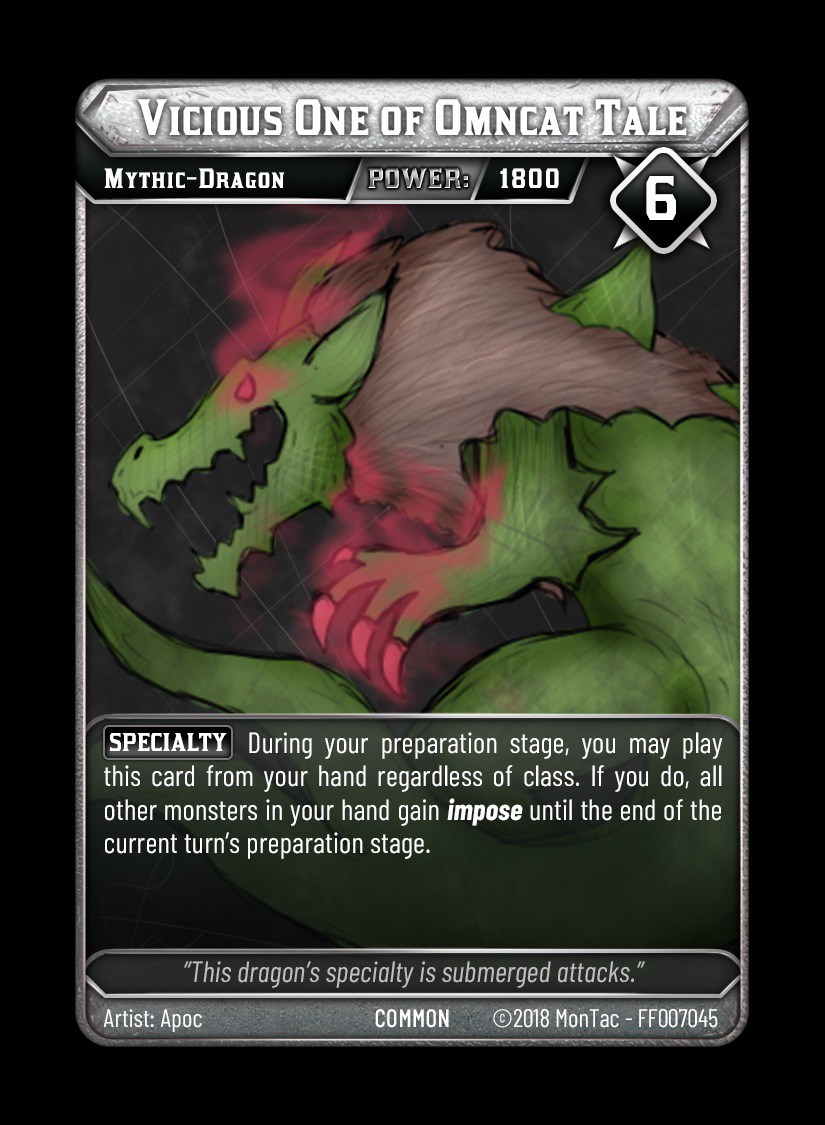 Vicious One of Omncat Tale
Mythic-Dragon POWER: 1800
6
SPECIALTY During your preparation stage, you may play
this card from your hand regardless of class. If you do, all
other monsters in your hand gain impose until the end of the
current turn's preparation stage.
"This dragon's specialty is submerged attacks."
Artist: Apoc COMMON ©2018 MonTac - FF007045